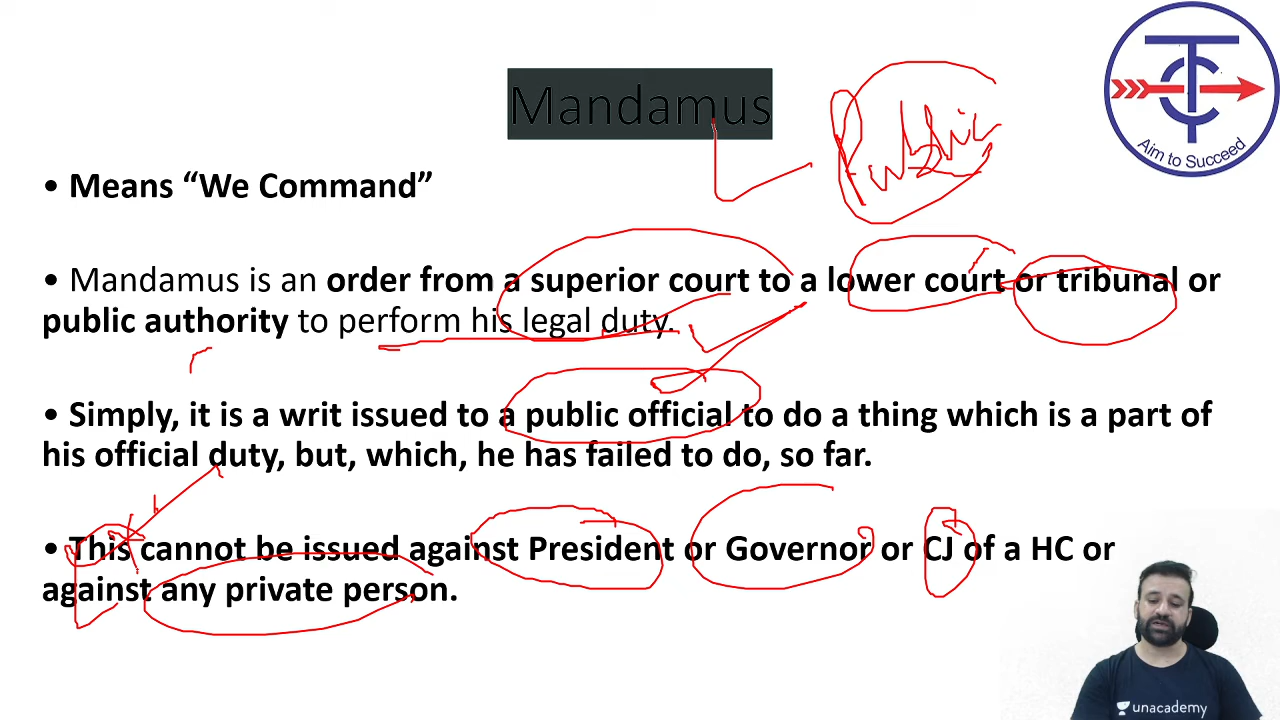 Mandamus
Public
Aim to Succeed
• Means “We Command”
• Mandamus is an order from a superior court to a lower court or tribunal or
public authority to perform his legal duty.
• Simply, it is a writ issued to a public official to do a thing which is a part of
his official duty, but, which, he has failed to do, so far.
• This cannot be issued against President or Governor or CJ of a HC or
against any private person.
unacademy